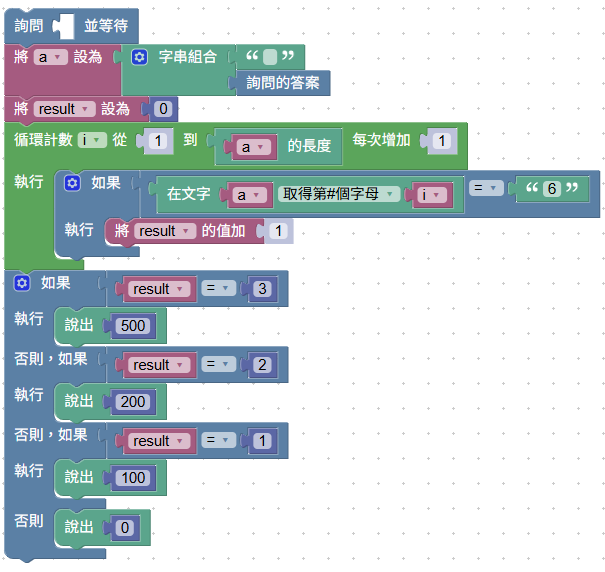 詢問 並等待
將 a 設為 字串組合 “ ”
詢問的答案
將 result 設為 0
循環計數 i 從 1 到 a 的長度 每次增加 1
執行 如果 在文字 a 取得第#個字母 i = “ 6 ”
執行 將 result 的值加 1
如果 result = 3
執行 說出 500
否則，如果 result = 2
執行 說出 200
否則，如果 result = 1
執行 說出 100
否則 說出 0